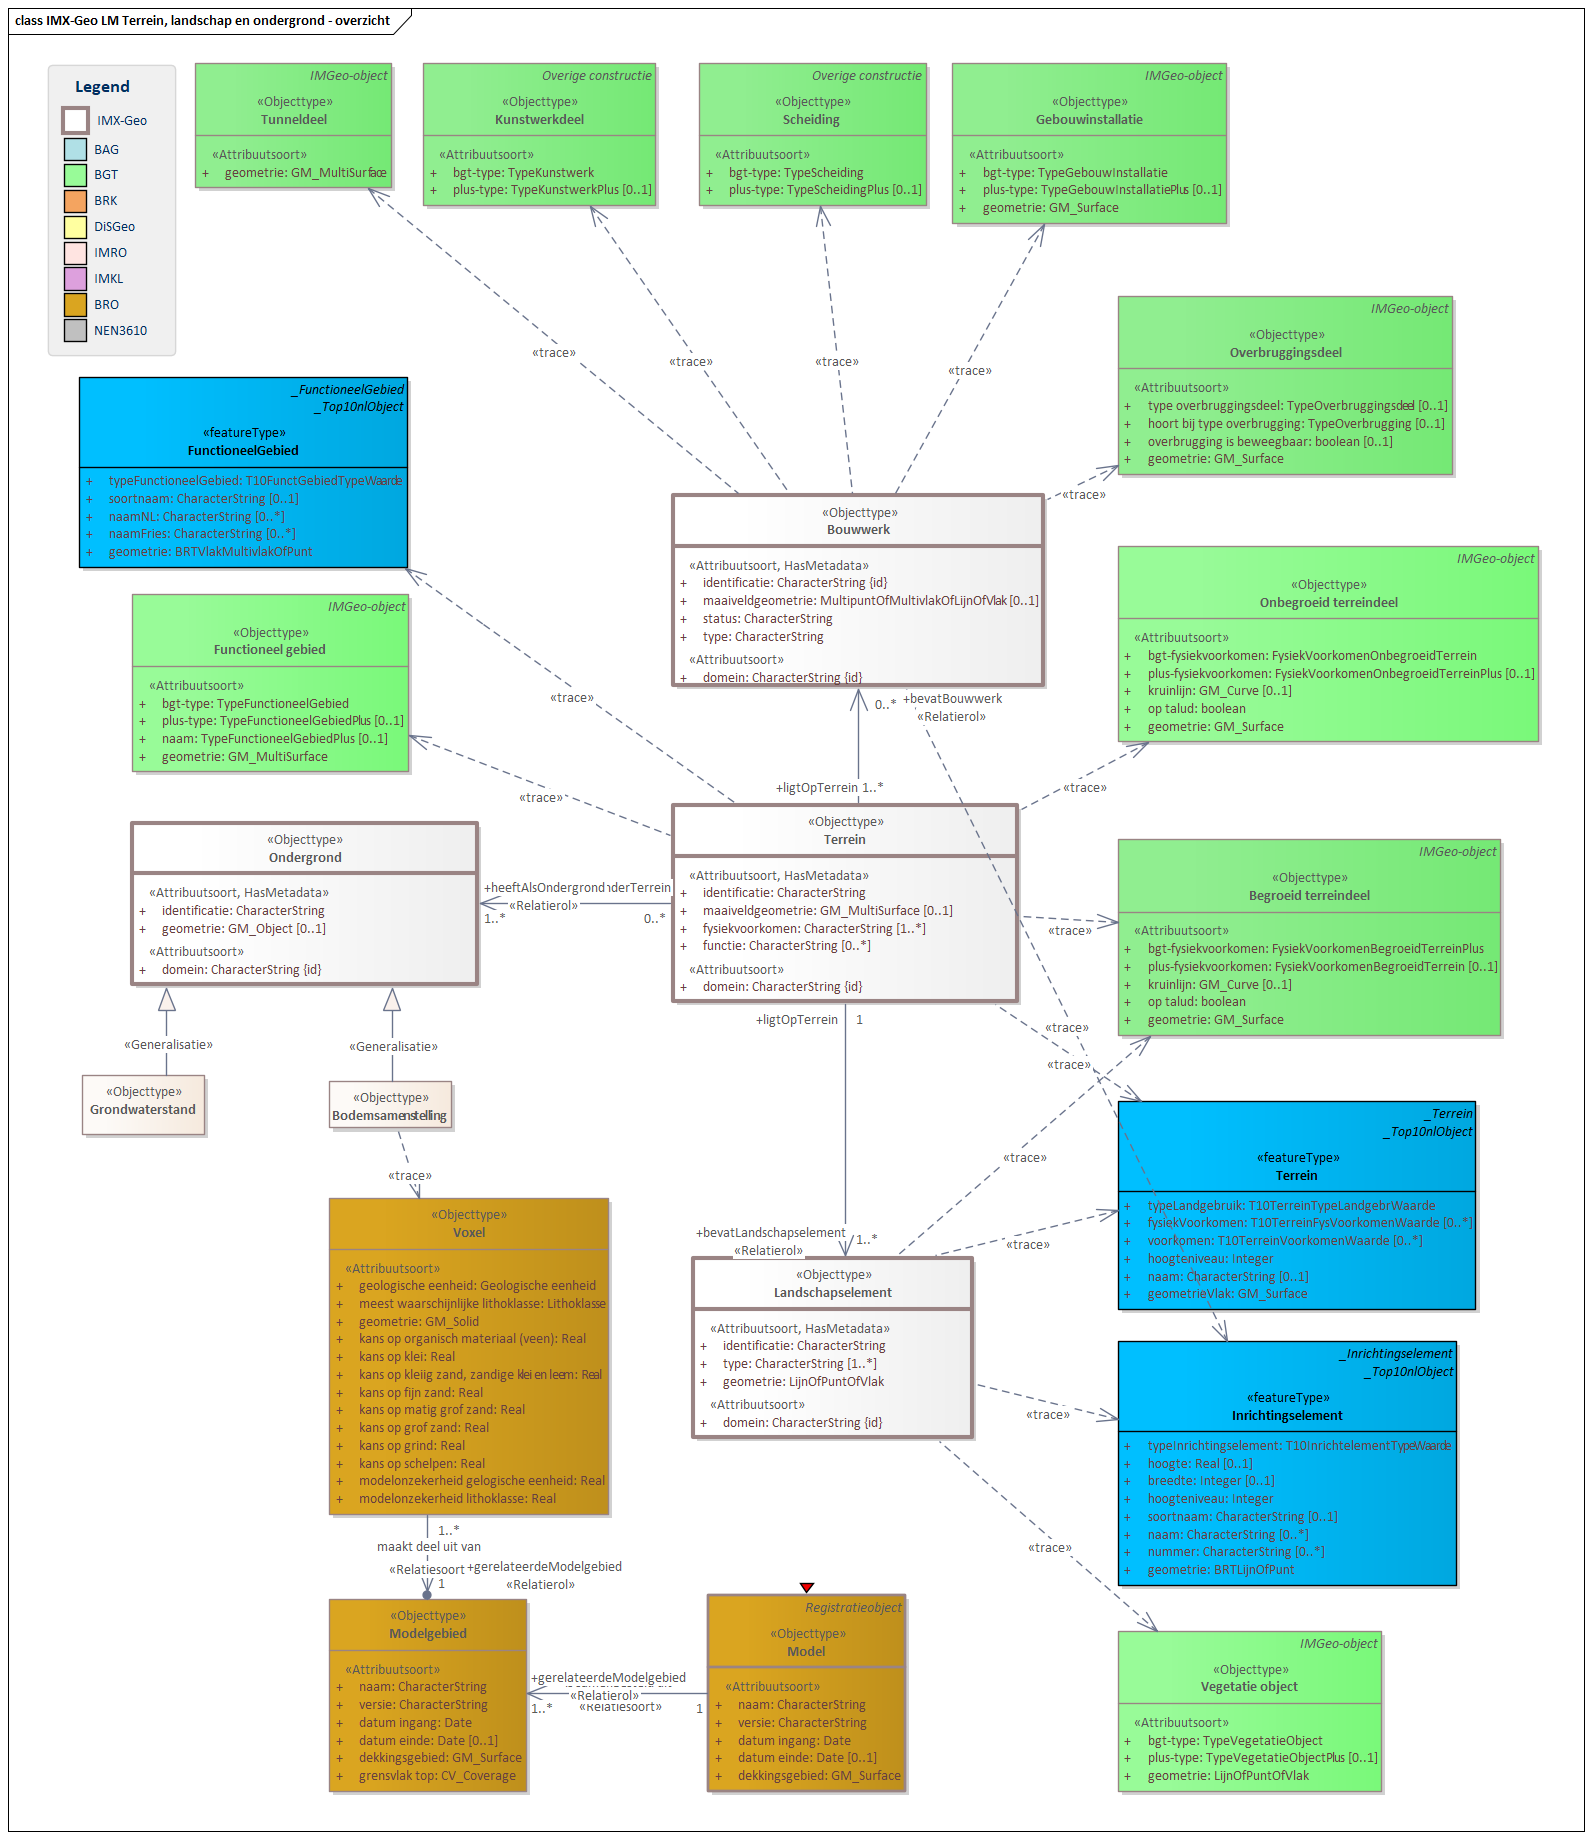 class IMX-Geo LM Terrein, landschap en ondergrond - overzicht
Legend
IMX-Geo
BAG
BGT
BRK
DiSGeo
IMRO
IMKL
BRO
NEN3610
IMGeo-object
«Objecttype»
Tunneldeel
«Attribuutsoort»
+ geometrie: GM_MultiSurface
Overige constructie
«Objecttype»
Kunstwerkdeel
«Attribuutsoort»
+ bgt-type: TypeKunstwerk
+ plus-type: TypeKunstwerkPlus [0..1]
Overige constructie
«Objecttype»
Scheiding
«Attribuutsoort»
+ bgt-type: TypeScheiding
+ plus-type: TypeScheidingPlus [0..1]
IMGeo-object
«Objecttype»
Gebouwinstallatie
«Attribuutsoort»
+ bgt-type: TypeGebouwInstallatie
+ plus-type: TypeGebouwInstallatiePlus [0..1]
+ geometrie: GM_Surface
IMGeo-object
«Objecttype»
Overbruggingsdeel
«Attribuutsoort»
+ type overbruggingsdeel: TypeOverbruggingsdeel [0..1]
+ hoort bij type overbrugging: TypeOverbrugging [0..1]
+ overbrugging is beweegbaar: boolean [0..1]
+ geometrie: GM_Surface
«trace»
«trace»
«trace»
«trace»
«trace»
_FunctioneelGebied
_Top10nlObject
«featureType»
FunctioneelGebied
+ typeFunctioneelGebied: T10FunctGebiedTypeWaarde
+ soortnaam: CharacterString [0..1]
+ naamNL: CharacterString [0..*]
+ naamFries: CharacterString [0..*]
+ geometrie: BRTVlakMultivlakOfPunt
«Objecttype»
Bouwwerk
«Attribuutsoort, HasMetadata»
+ identificatie: CharacterString {id}
+ maaiveldgeometrie: MultipuntOfMultivlakOfLijnOfVlak [0..1]
+ status: CharacterString
+ type: CharacterString
«Attribuutsoort»
+ domein: CharacterString {id}
IMGeo-object
«Objecttype»
Onbegroeid terreindeel
«Attribuutsoort»
+ bgt-fysiekvoorkomen: FysiekVoorkomenOnbegroeidTerrein
+ plus-fysiekvoorkomen: FysiekVoorkomenOnbegroeidTerreinPlus [0..1]
+ kruinlijn: GM_Curve [0..1]
+ op talud: boolean
+ geometrie: GM_Surface
IMGeo-object
«Objecttype»
Functioneel gebied
«Attribuutsoort»
+ bgt-type: TypeFunctioneelGebied
+ plus-type: TypeFunctioneelGebiedPlus [0..1]
+ naam: TypeFunctioneelGebiedPlus [0..1]
+ geometrie: GM_MultiSurface
«trace»
0..* +bevatBouwwerk
«Relatierol»
+ligtOpTerrein 1..*
«trace»
«trace»
«Objecttype»
Ondergrond
«Attribuutsoort, HasMetadata»
+ identificatie: CharacterString
+ geometrie: GM_Object [0..1]
«Attribuutsoort»
+ domein: CharacterString {id}
+heeftAlsOndergrond
«Relatierol»
1..*
0..*
«Objecttype»
Terrein
«Attribuutsoort, HasMetadata»
+ identificatie: CharacterString
+ maaiveldgeometrie: GM_MultiSurface [0..1]
+ fysiekvoorkomen: CharacterString [1..*]
+ functie: CharacterString [0..*]
«Attribuutsoort»
+ domein: CharacterString {id}
IMGeo-object
«Objecttype»
Begroeid terreindeel
«Attribuutsoort»
+ bgt-fysiekvoorkomen: FysiekVoorkomenBegroeidTerreinPlus
+ plus-fysiekvoorkomen: FysiekVoorkomenBegroeidTerrein [0..1]
+ kruinlijn: GM_Curve [0..1]
+ op talud: boolean
+ geometrie: GM_Surface
«trace»
«trace»
«trace»
+ligtOpTerrein 1
«Generalisatie»
«Generalisatie»
«Objecttype»
Grondwaterstand
«Objecttype»
Bodemsamenstelling
«trace»
«trace»
«trace»
_Terrein
_Top10nlObject
«featureType»
Terrein
+ typeLandgebruik: T10TerreinTypeLandgebrWaarde
+ fysiekVoorkomen: T10TerreinFysVoorkomenWaarde [0..*]
+ voorkomen: T10TerreinVoorkomenWaarde [0..*]
+ hoogteniveau: Integer
+ naam: CharacterString [0..1]
+ geometrieVlak: GM_Surface
+bevatLandschapselement
«Relatierol»
1..*
«Objecttype»
Landschapselement
«Attribuutsoort, HasMetadata»
+ identificatie: CharacterString
+ type: CharacterString [1..*]
+ geometrie: LijnOfPuntOfVlak
«Attribuutsoort»
+ domein: CharacterString {id}
«Objecttype»
Voxel
«Attribuutsoort»
+ geologische eenheid: Geologische eenheid
+ meest waarschijnlijke lithoklasse: Lithoklasse
+ geometrie: GM_Solid
+ kans op organisch materiaal (veen): Real
+ kans op klei: Real
+ kans op kleiig zand, zandige klei en leem: Real
+ kans op fijn zand: Real
+ kans op matig grof zand: Real
+ kans op grof zand: Real
+ kans op grind: Real
+ kans op schelpen: Real
+ modelonzekerheid gelogische eenheid: Real
+ modelonzekerheid lithoklasse: Real
_Inrichtingselement
_Top10nlObject
«featureType»
Inrichtingselement
+ typeInrichtingselement: T10InrichtelementTypeWaarde
+ hoogte: Real [0..1]
+ breedte: Integer [0..1]
+ hoogteniveau: Integer
+ soortnaam: CharacterString [0..1]
+ naam: CharacterString [0..*]
+ nummer: CharacterString [0..*]
+ geometrie: BRTLijnOfPunt
«trace»
«trace»
1..*
maakt deel uit van
«Relatiesoort
+gerelateerdeModelgebied
«Relatierol»
1
«Objecttype»
Modelgebied
«Attribuutsoort»
+ naam: CharacterString
+ versie: CharacterString
+ datum ingang: Date
+ datum einde: Date [0..1]
+ dekkingsgebied: GM_Surface
+ grensvlak top: CV_Coverage
+gerelateerdeModelgebied
«Relatierol»
«Relatiesoort»
1..*
1
Registratieobject
«Objecttype»
Model
«Attribuutsoort»
+ naam: CharacterString
+ versie: CharacterString
+ datum ingang: Date
+ datum einde: Date [0..1]
+ dekkingsgebied: GM_Surface
IMGeo-object
«Objecttype»
Vegetatie object
«Attribuutsoort»
+ bgt-type: TypeVegetatieObject
+ plus-type: TypeVegetatieObjectPlus [0..1]
+ geometrie: LijnOfPuntOfVlak